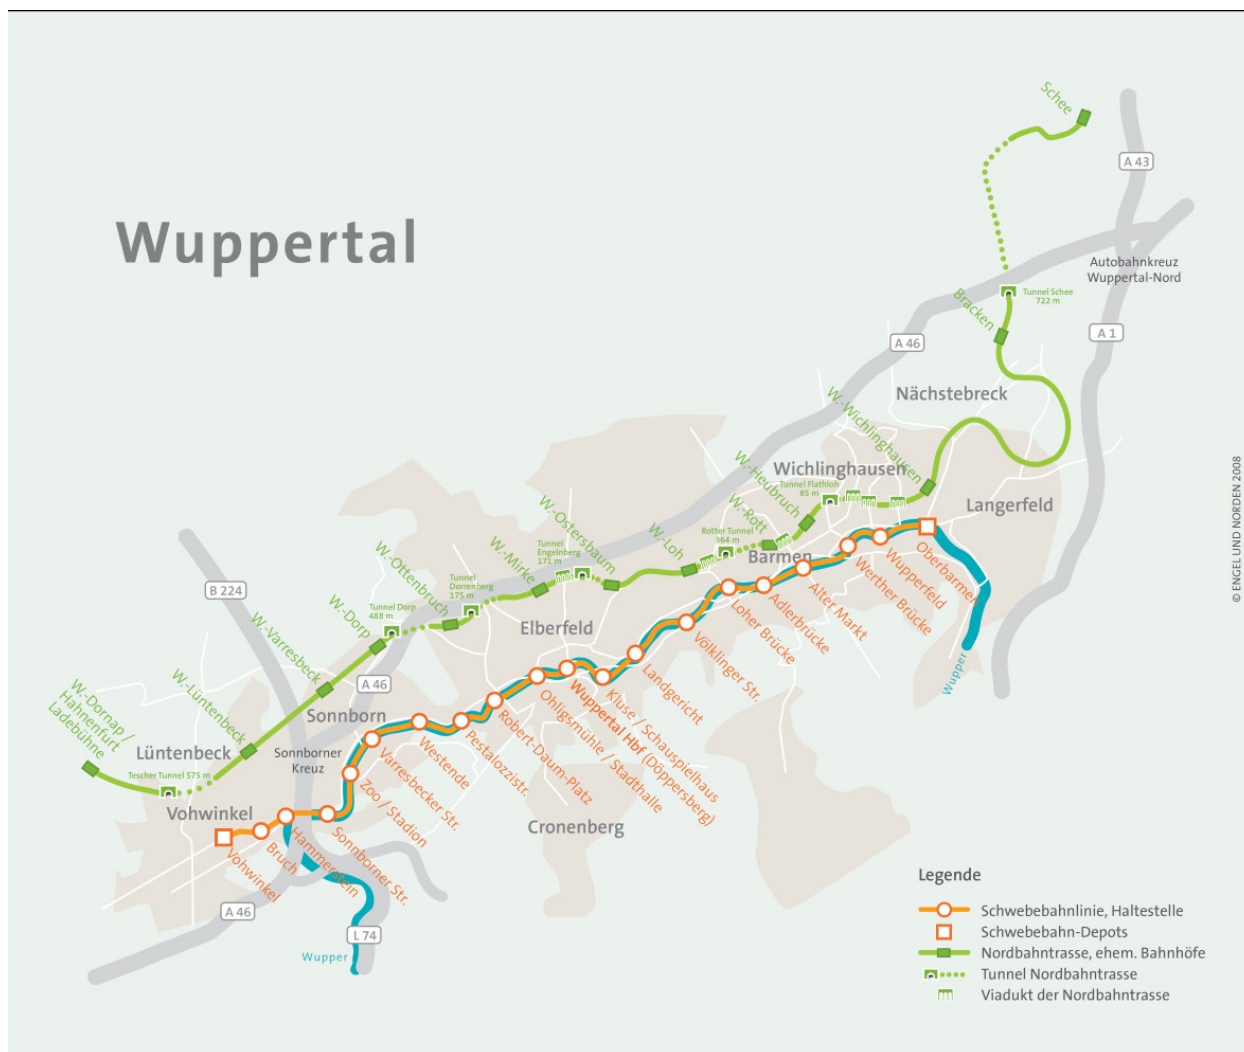 Wuppertal
Schee
A 43
Autobahnkreuz
Wuppertal-Nord
Tunnel Schee
722 m
Bracken
A 1
A 46
Nächstebreck
W.-Wichlinghausen
Wichlinghausen
Tunnel Flathloh
85 m
W.-Heubruch
Langerfeld
W.-Rott
Rotter Tunnel
364 m
W.-Loh
Barmen
W.-Ostersbaum
Tunnel
Engelnberg
171 m
W.-Mirke
Tunnel
Dorrenberg
175 m
W.-Ottenbruch
B 224
Tunnel Dorp
488 m
W.-Dorp
Elberfeld
W.-Varresbeck
A 46
W.-Lüntenbeck
Sonnborn
W.-Dornap /
Hahnenfurt
Ladebühne
Lüntenbeck
Sonnborner
Kreuz
Tescher Tunnel 575 m
Vohwinkel
Cronenberg
Vohwinkel
Bruch
Hammerstein
Sonnborner Str.
Zoo / Stadion
Varresbecker Str.
Westende
Pestalozzistr.
Robert-Daum-Platz
Ohligsmühle / Stadthalle
Wuppertal Hbf (Döppersberg)
Kluse / Schauspielhaus
Landgericht
Völklinger Str.
Loher Brücke
Adlerbrücke
Alter Markt
Werther Brücke
Wupperfeld
Oberbarmen
Wupper
A 46
L 74
Wupper
Legende
Schwebebahnlinie, Haltestelle
Schwebebahn-Depots
Nordbahntrasse, ehem. Bahnhöfe
Tunnel Nordbahntrasse
Viadukt der Nordbahntrasse
© ENGEL UND NORDEN 2008